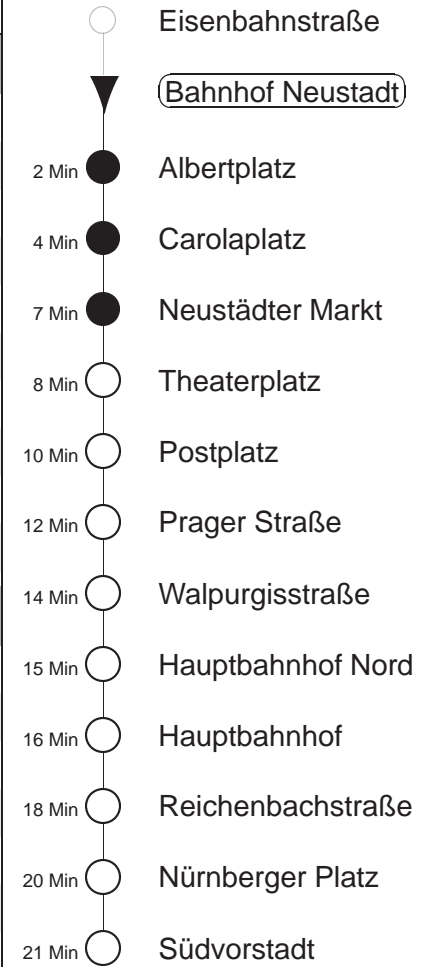 Eisenbahnstraße
Bahnhof Neustadt
2 Min Albertplatz
4 Min Carolaplatz
7 Min Neustädter Markt
8 Min Theaterplatz
10 Min Postplatz
12 Min Prager Straße
14 Min Walpurgisstraße
15 Min Hauptbahnhof Nord
16 Min Hauptbahnhof
18 Min Reichenbachstraße
20 Min Nürnberger Platz
21 Min Südvorstadt